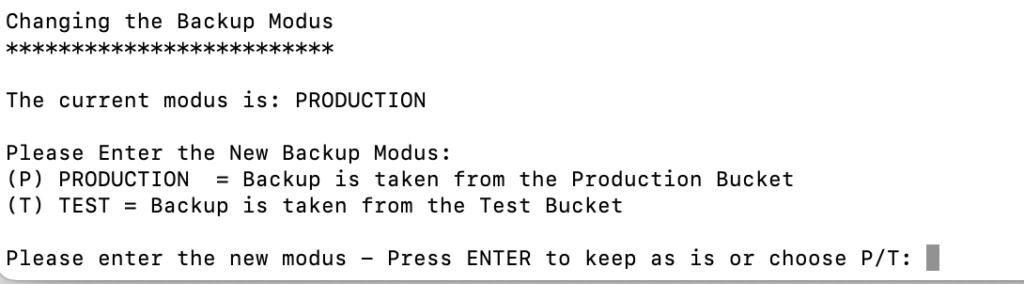 Changing the Backup Modus
*************************
The current modus is: PRODUCTION
Please Enter the New Backup Modus:
(P) PRODUCTION  = Backup is taken from the Production Bucket
(T) TEST = Backup is taken from the Test Bucket
Please enter the new modus – Press ENTER to keep as is or choose P/T: